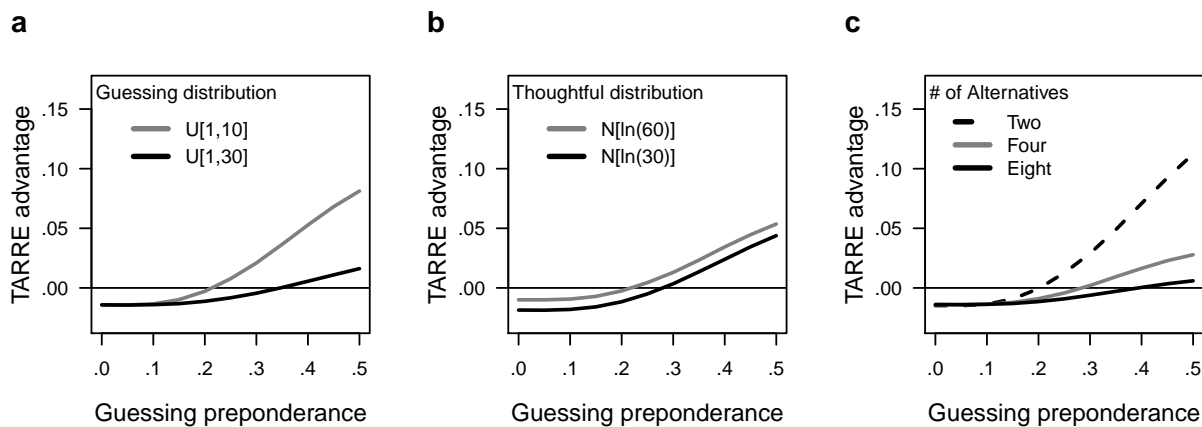 a
TARRE advantage
.15
.10
.05
.00
Guessing distribution
U[1,10]
U[1,30]
.0 .1 .2 .3 .4 .5
Guessing preponderance
b
TARRE advantage
.15
.10
.05
.00
Thoughtful distribution
N[ln(60)]
N[ln(30)]
.0 .1 .2 .3 .4 .5
Guessing preponderance
c
TARRE advantage
.15
.10
.05
.00
# of Alternatives
Two
Four
Eight
.0 .1 .2 .3 .4 .5
Guessing preponderance